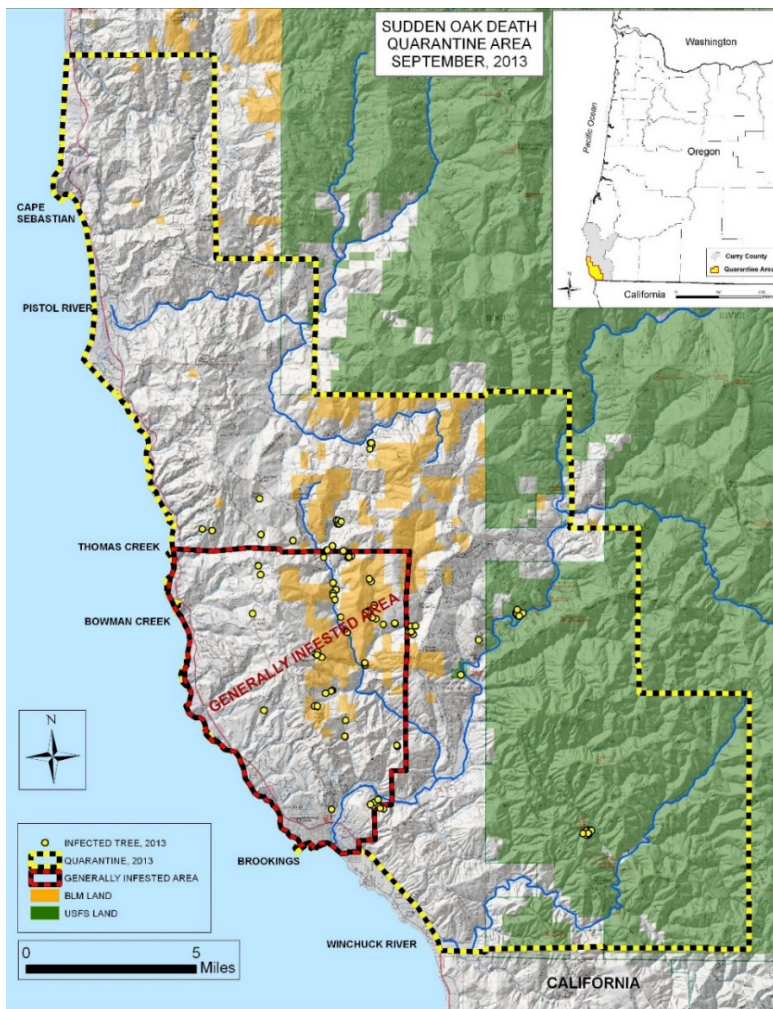 SUDDEN OAK DEATH
QUARANTINE AREA
SEPTEMBER, 2013
Washington
Pacific Ocean
Oregon
Curry County
Quarantine Area
California
CAPE
SEBASTIAN
PISTOL RIVER
THOMAS CREEK
BOWMAN CREEK
GENERALLY INFESTED AREA
N
INFECTED TREE, 2013
QUARANTINE, 2013
GENERALLY INFESTED AREA
BLM LAND
USFS LAND
BROOKINGS
WINCHUCK RIVER
0 5
Miles
CALIFORNIA